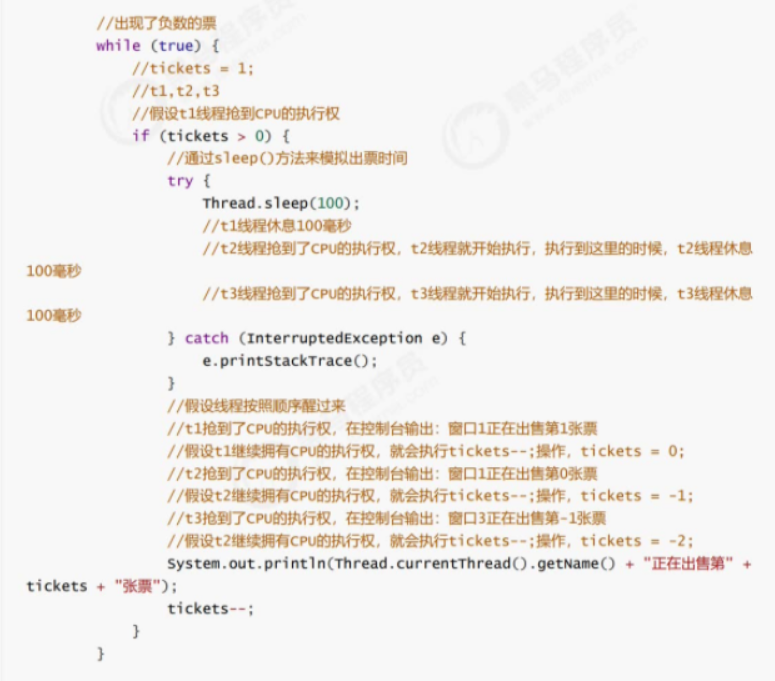 //出现了负数的票
while (true) {
//tickets = 1;
//t1,t2,t3
//假设t1线程抢到CPU的执行权
if (tickets > 0) {
//通过sleep()方法来模拟出票时间
try {
Thread.sleep(100);
//t1线程休息100毫秒
//t2线程抢到了CPU的执行权，t2线程就开始执行，执行到这里的时候，t2线程休息
100毫秒
//t3线程抢到了CPU的执行权，t3线程就开始执行，执行到这里的时候，t3线程休息
100毫秒
} catch (InterruptedException e) {
e.printStackTrace();
}
//假设线程按照顺序醒过来
//t1抢到了CPU的执行权，在控制台输出：窗口1正在出售第1张票
//假设t1继续拥有CPU的执行权，就会执行tickets--;操作，tickets = 0;
//t2抢到了CPU的执行权，在控制台输出：窗口1正在出售第0张票
//假设t2继续拥有CPU的执行权，就会执行tickets--;操作，tickets = -1;
//t3抢到了CPU的执行权，在控制台输出：窗口3正在出售第-1张票
//假设t2继续拥有CPU的执行权，就会执行tickets--;操作，tickets = -2;
System.out.println(Thread.currentThread().getName() + "正在出售第" +
tickets + "张票");
tickets--;
}
}